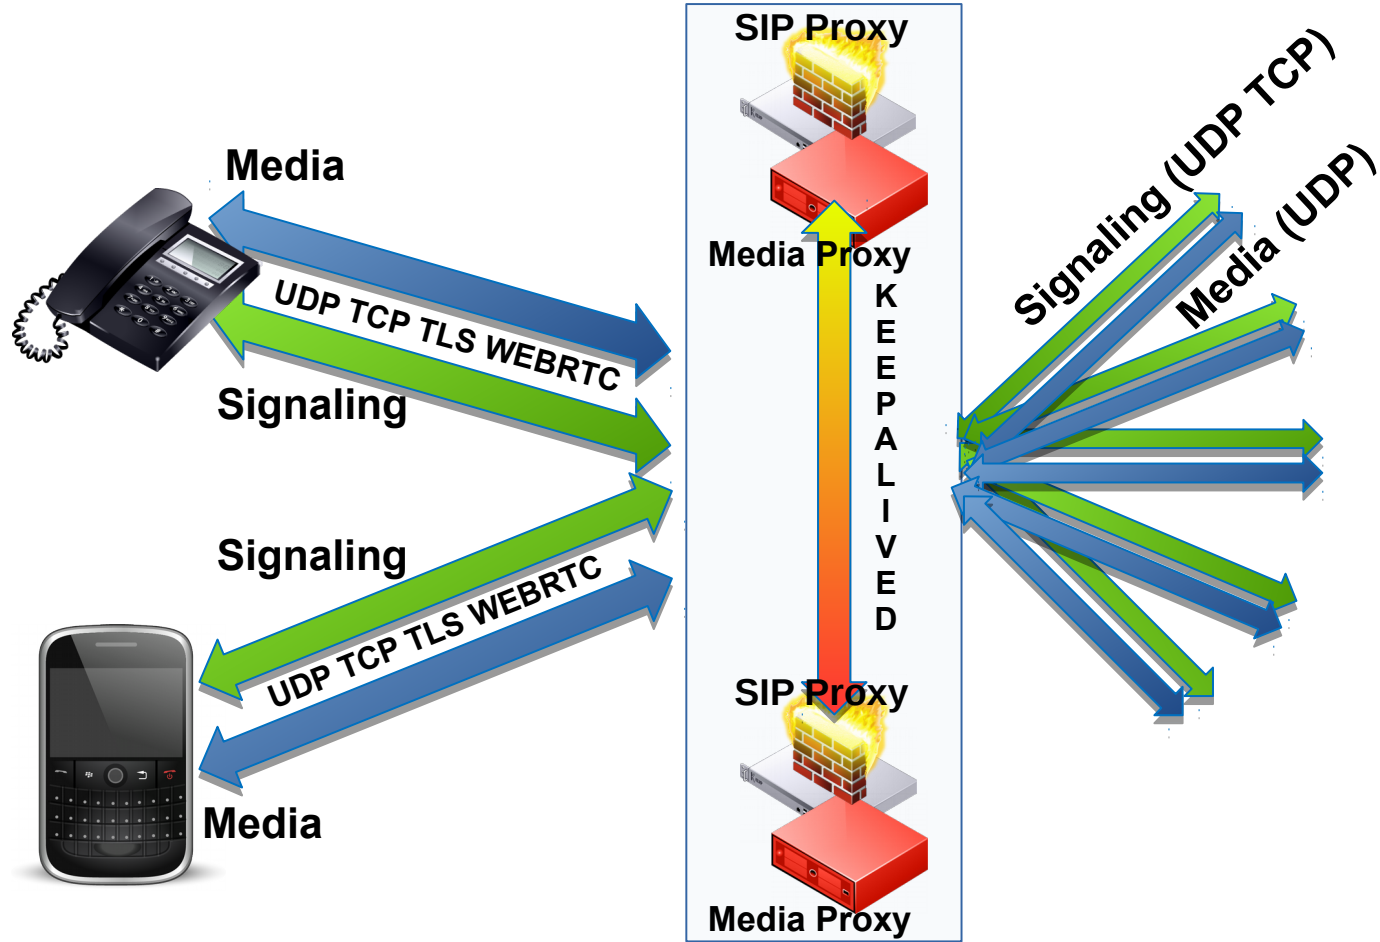 SIP Proxy
Media Proxy
K
E
E
P
A
L
I
V
E
D
SIP Proxy
Media Proxy
Media
UDP TCP TLS WEBRTC
Signaling
Signaling
UDP TCP TLS WEBRTC
Media
Signaling (UDP TCP)
Media (UDP)